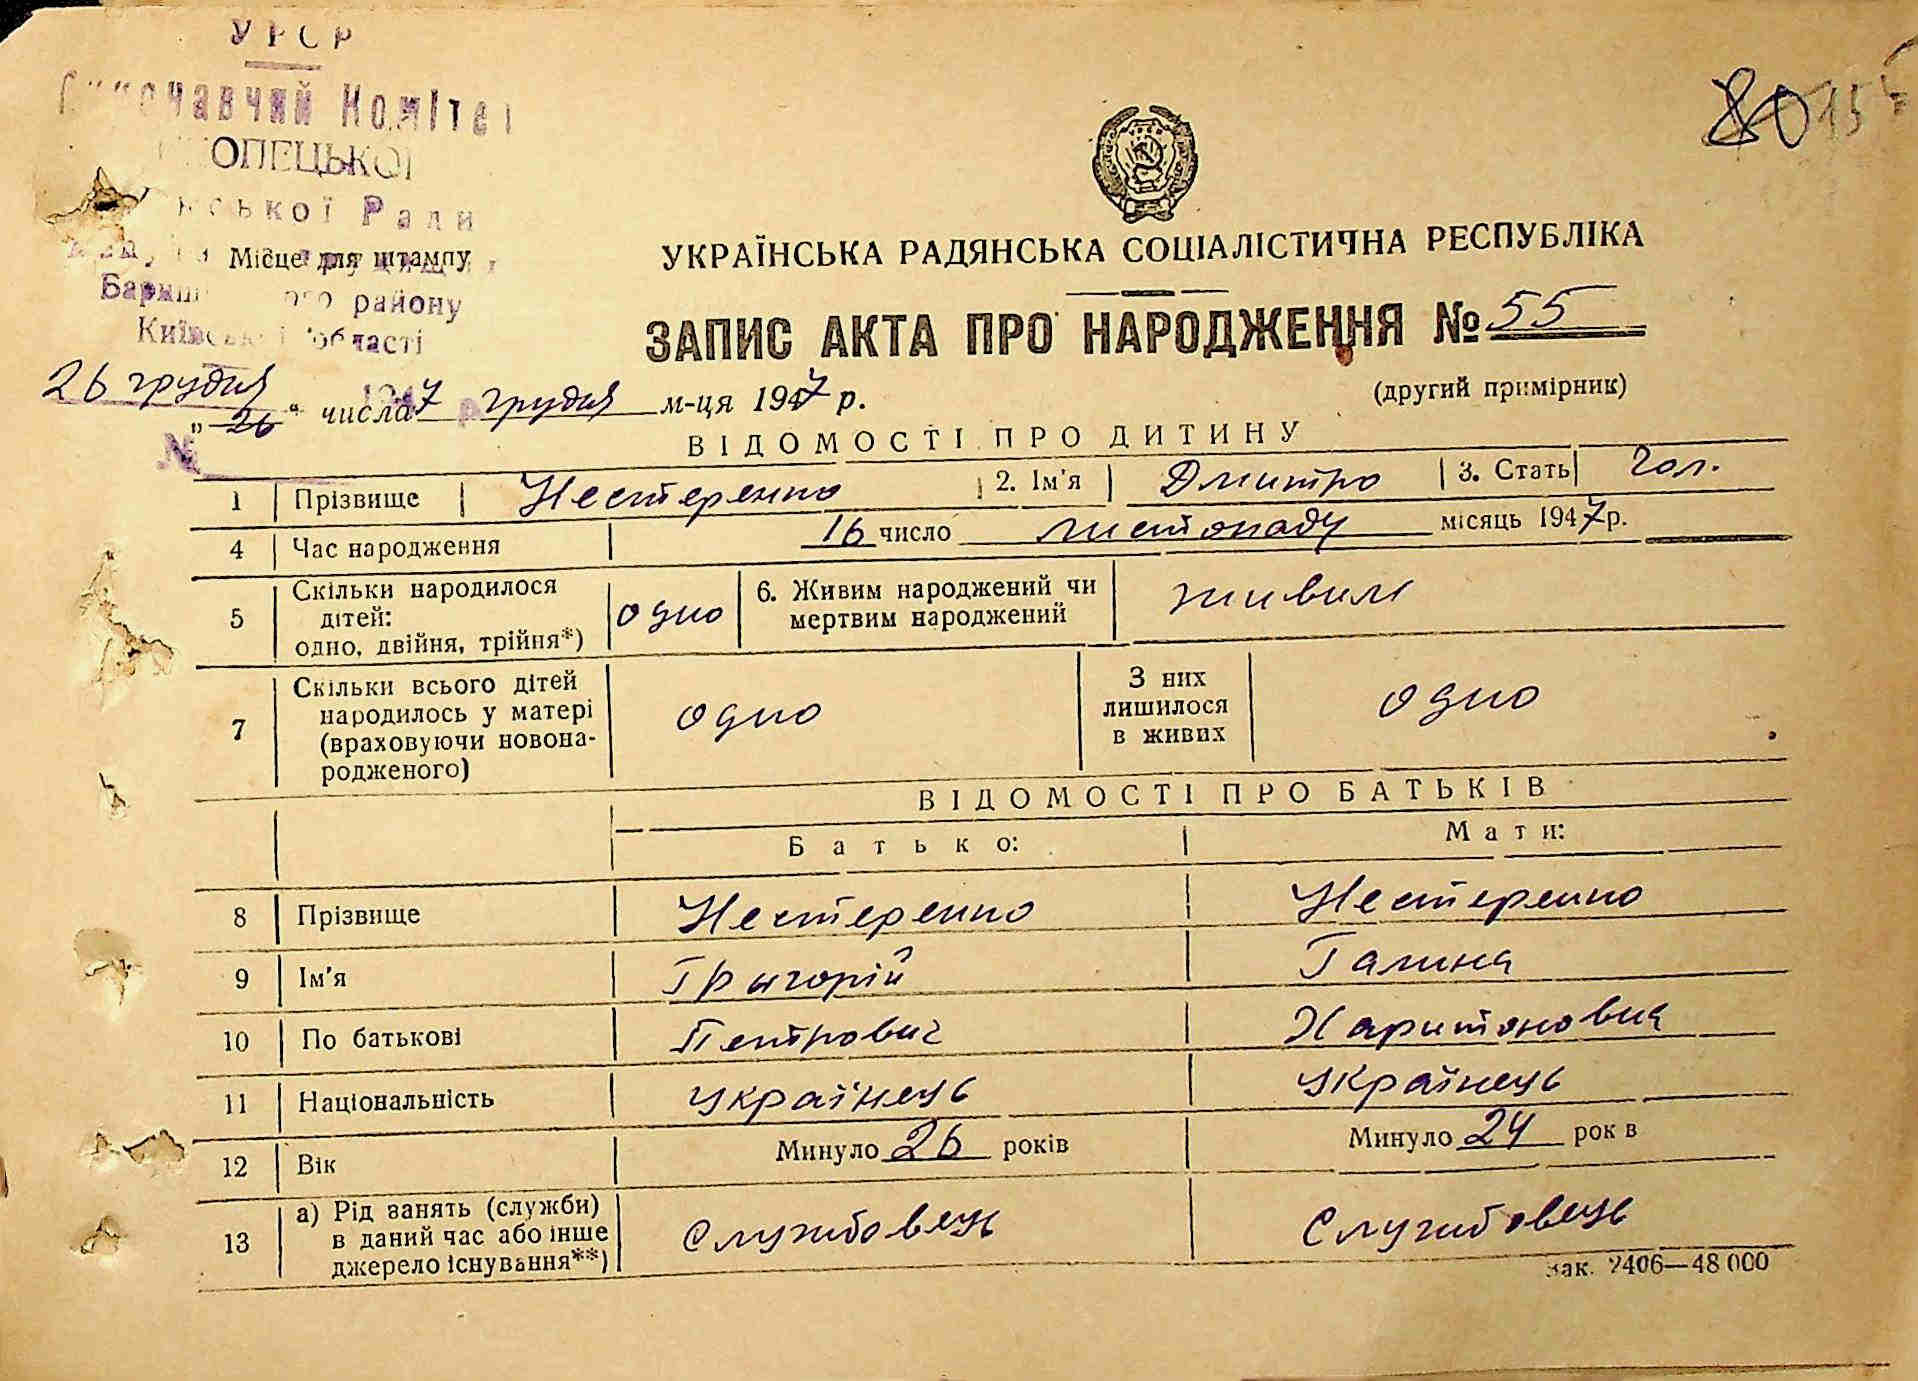 УРСР
Виконавчий Комітет
ОПЕЦЬКОЇ
Ради
Місце для штампу
району
Київської області
80
УКРАЇНСЬКА РАДЯНСЬКА СОЦІАЛІСТИЧНА РЕСПУБЛІКА
ЗАПИС АКТА ПРО НАРОДЖЕННЯ № 55
(другий примірник)
26 грудня 1947 р.
„26“ числа грудня м-ця 1947 р.
№
ВІДОМОСТІ ПРО ДИТИНУ
1 Прізвище Нестеренко 2. Ім'я Дмитро 3. Стать Чол.
4 Час народження 16 число листопаду місяць 1947 р.
5 Скільки народилося дітей: одно, двійня, трійня*) одно 6. Живим народжений чи мертвим народжений живим
7 Скільки всього дітей народилось у матері (враховуючи новонародженого) одно З них лишилося в живих одно
ВІДОМОСТІ ПРО БАТЬКІВ
Батько: Мати:
8 Прізвище Нестеренко Нестеренко
9 Ім'я Григорій Галина
10 По батькові Петрович Харитоновна
11 Національність українець українець
12 Вік Минуло 26 років Минуло 24 рок в
13 а) Рід занять (служби) в даний час або інше джерело існування**) Службовець Службовець
Зак. 2406—48 000